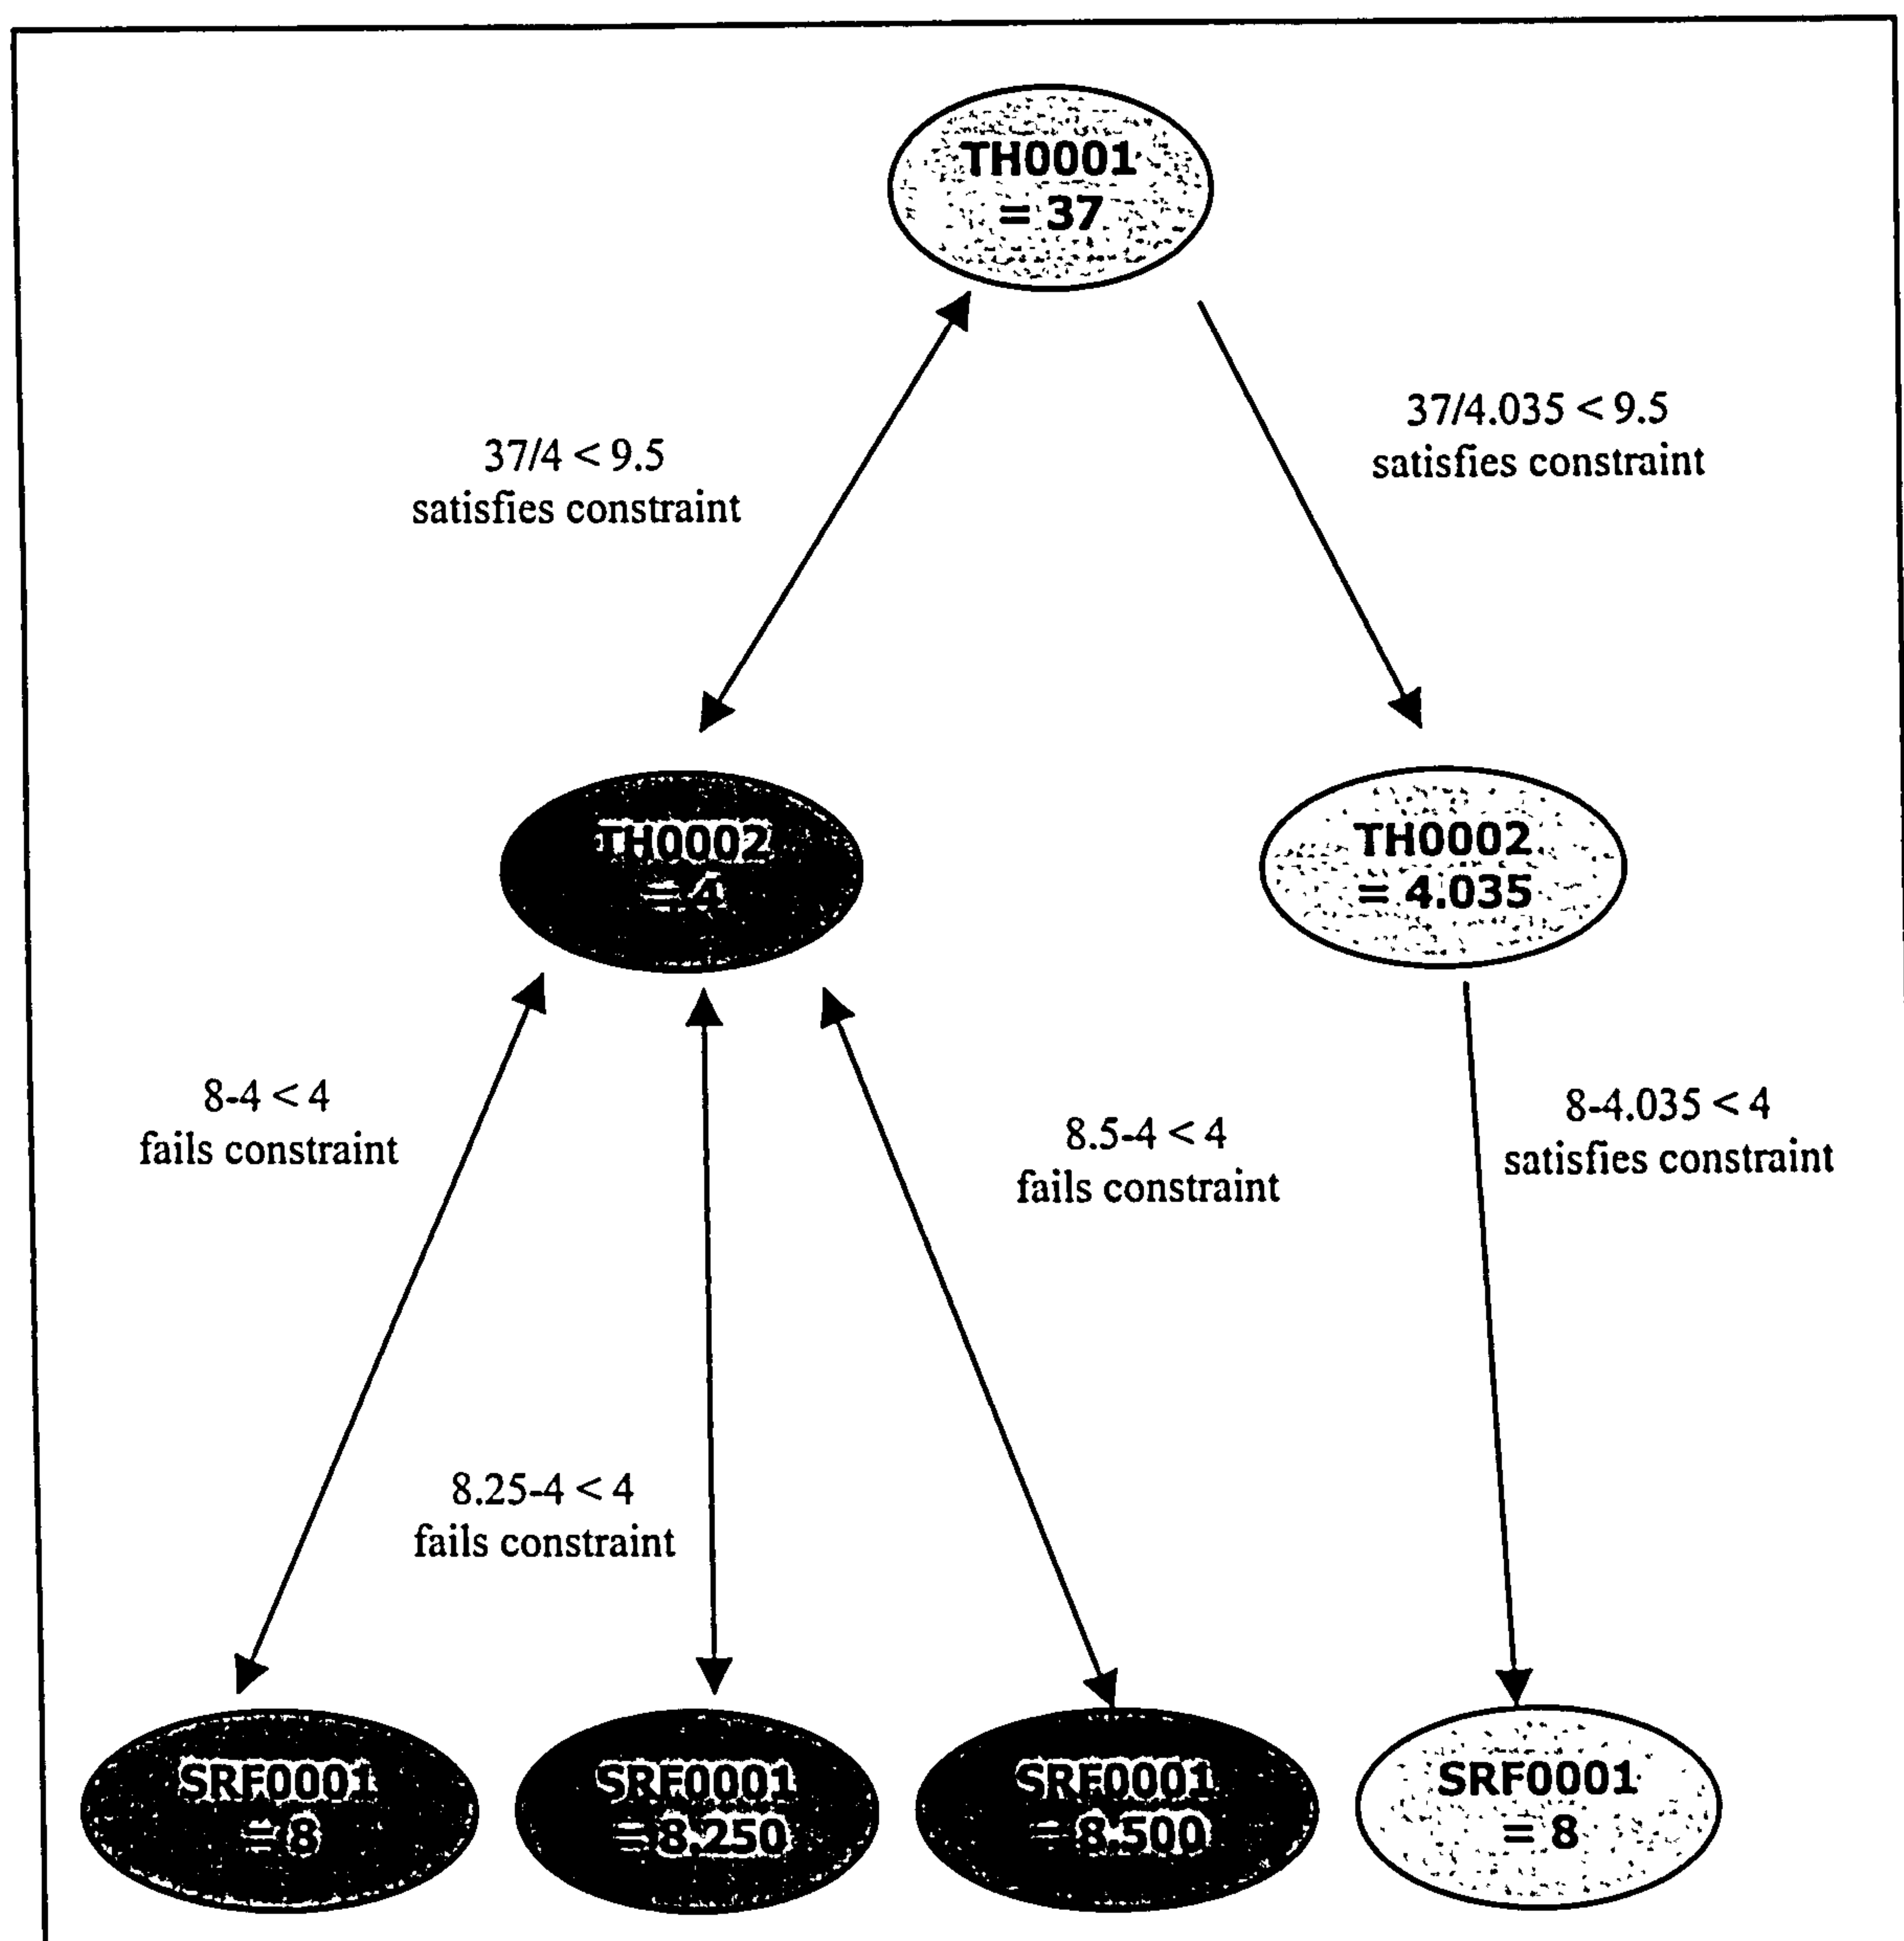 TH0001
= 37
37/4 < 9.5
satisfies constraint
37/4.035 < 9.5
satisfies constraint
TH0002
= 4
TH0002
= 4.035
8-4 < 4
fails constraint
8.5-4 < 4
fails constraint
8-4.035 < 4
satisfies constraint
8.25-4 < 4
fails constraint
SRF0001
= 8
SRF0001
= 8.250
SRF0001
= 8.500
SRF0001
= 8